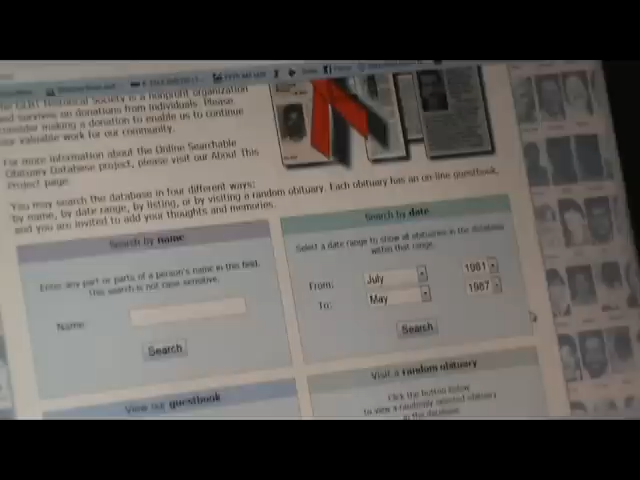 The GLBT Historical Society is a nonprofit organization
and survives on donations from individuals. Please
consider making a donation to enable us to continue
our valuable work for our community.
For more information about the Online Searchable
Obituary Database project, please visit our About This
Project page.
You may search the database in four different ways:
by name, by date range, by listing, or by visiting a random obituary. Each obituary has an on-line guestbook,
and you are invited to add your thoughts and memories.
Search by name
Enter any part or parts of a person's name in this field.
This search is not case sensitive.
Name:
Search
Search by date
Select a date range to show all obituaries in the database
within that range.
From: July 1981
To: May 1987
Search
View our guestbook
Visit a random obituary
Click the button below
to view a randomly selected obituary
in the database.